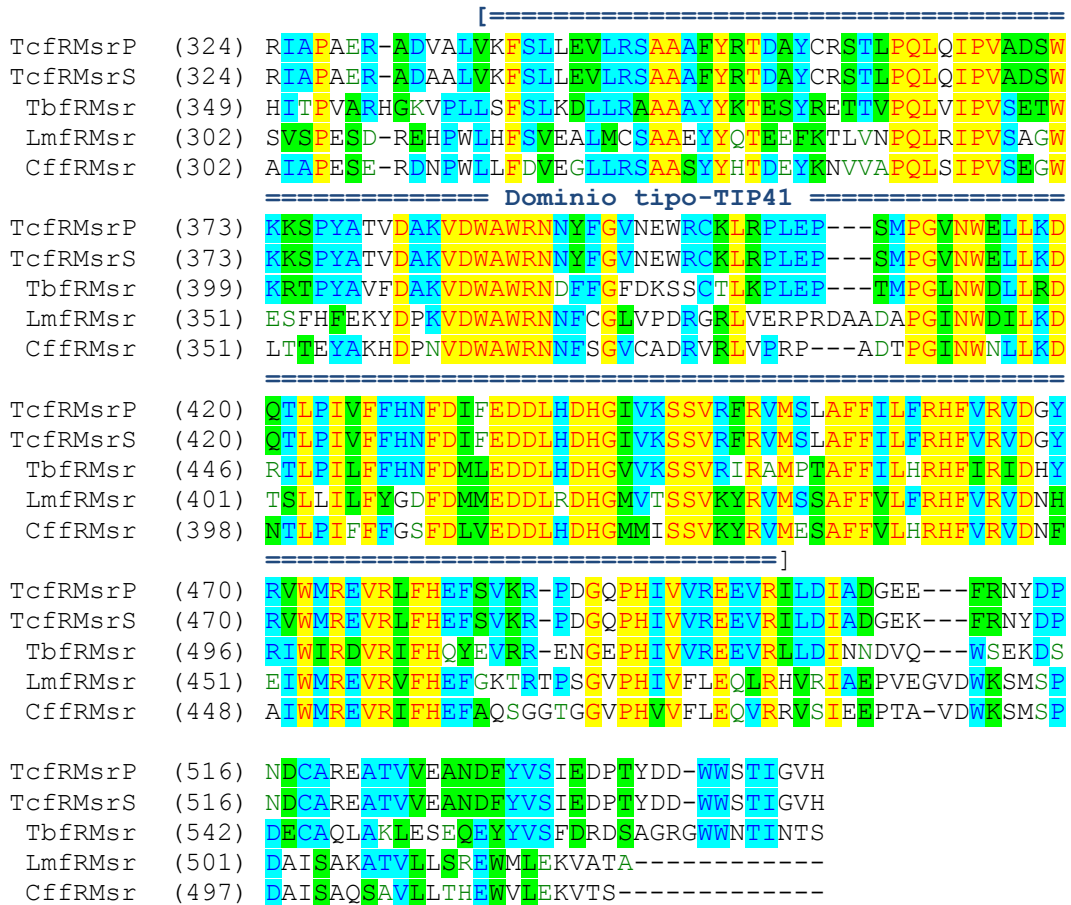 [====================================
TcfRMsrP (324) RIAPAER-ADVALVKFSLLEVLRSAAAFYRTDAYCRSTLPQLQIPVADSW
TcfRMsrS (324) RIAPAER-ADAALVKFSLLEVLRSAAAFYRTDAYCRSTLPQLQIPVADSW
TbfRMsr (349) HITPVARHGKVPLLSFSLKDLLRAAAAYYKTESYRETTVPQLVIPVSETW
LmfRMsr (302) SVSPESD-REHPWLHFSVEALMCSAAEYYQTEEFKTLVNPQLRIPVSAGW
CffRMsr (302) AIAPESE-RDNPWLLFDVEGLLRSAASYYHTDEYKNVVAPQLSIPVSEGW
============== Dominio tipo-TIP41 ================
TcfRMsrP (373) KKSPYATVDAKVDWAWRNNYFGVNEWRCKLRPLEP---SMPGVNWELLKD
TcfRMsrS (373) KKSPYATVDAKVDWAWRNNYFGVNEWRCKLRPLEP---SMPGVNWELLKD
TbfRMsr (399) KRTPYAVFDAKVDWAWRNDFFGFDKSSCTLKPLEP---TMPGLNWDLLRD
LmfRMsr (351) ESFHFEKYDPKVDWAWRNNFCGLVPDRGRLVERPRDAADAPGINWDILKD
CffRMsr (351) LTTEYAKHDPNVDWAWRNNFSGVCADRVRLVPRP---ADTPGINWNLLKD
==================================================
TcfRMsrP (420) QTLPIVFFHNFDIFEDDLHDHGIVKSSVRFRVMSLAFFILFRHFVRVDGY
TcfRMsrS (420) QTLPIVFFHNFDIFEDDLHDHGIVKSSVRFRVMSLAFFILFRHFVRVDGY
TbfRMsr (446) RTLPILFFHNFDMLEDDLHDHGVVKSSVRIRAMPTAFFILHRHFIRIDHY
LmfRMsr (401) TSLLILFYGDFDMMEDDLRDHGMVTSSVKYRVMSSAFFVLFRHFVRVDNH
CffRMsr (398) NTLPIFFFGSFDLVEDDLHDHGMMISSVKYRVMESAFFVLHRHFVRVDNF
================================]
TcfRMsrP (470) RVWMREVRLFHEFSVKR-PDGQPHIVVREEVRILDIADGEE---FRNYDP
TcfRMsrS (470) RVWMREVRLFHEFSVKR-PDGQPHIVVREEVRILDIADGEK---FRNYDP
TbfRMsr (496) RIWIRDVRIFHQYEVRR-ENGEPHIVVREEVRLLDINNDVQ---WSEKDS
LmfRMsr (451) EIWMREVRVFHEFGKTRTPSGVPHIVFLEQLRHVRIAEPVEGVDWKSMSP
CffRMsr (448) AIWMREVRIFHEFAQSGGTGGVPHVVFLEQVRRVSIEEPTA-VDWKSMSP
TcfRMsrP (516) NDCAREATVVEANDFYVSIEDPTYDD-WWSTIGVH
TcfRMsrS (516) NDCAREATVVEANDFYVSIEDPTYDD-WWSTIGVH
TbfRMsr (542) DECAQLAKLESEQEYYVSFDRDSAGRGWWNTINTS
LmfRMsr (501) DAISAKATVLLSREWMLEKVATA------------
CffRMsr (497) DAISAQSAVLLTHEWVLEKVTS-------------